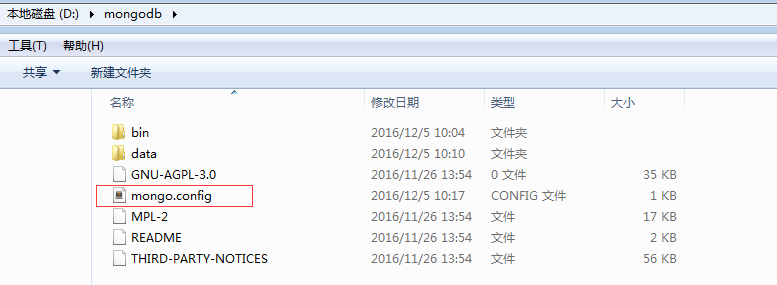 本地磁盘 (D:) mongodb
工具(T) 帮助(H)
共享 新建文件夹
名称 修改日期 类型 大小
bin 2016/12/5 10:04 文件夹
data 2016/12/5 10:10 文件夹
GNU-AGPL-3.0 2016/11/26 13:54 0 文件 35 KB
mongo.config 2016/12/5 10:17 CONFIG 文件 1 KB
MPL-2 2016/11/26 13:54 文件 17 KB
README 2016/11/26 13:54 文件 2 KB
THIRD-PARTY-NOTICES 2016/11/26 13:54 文件 56 KB